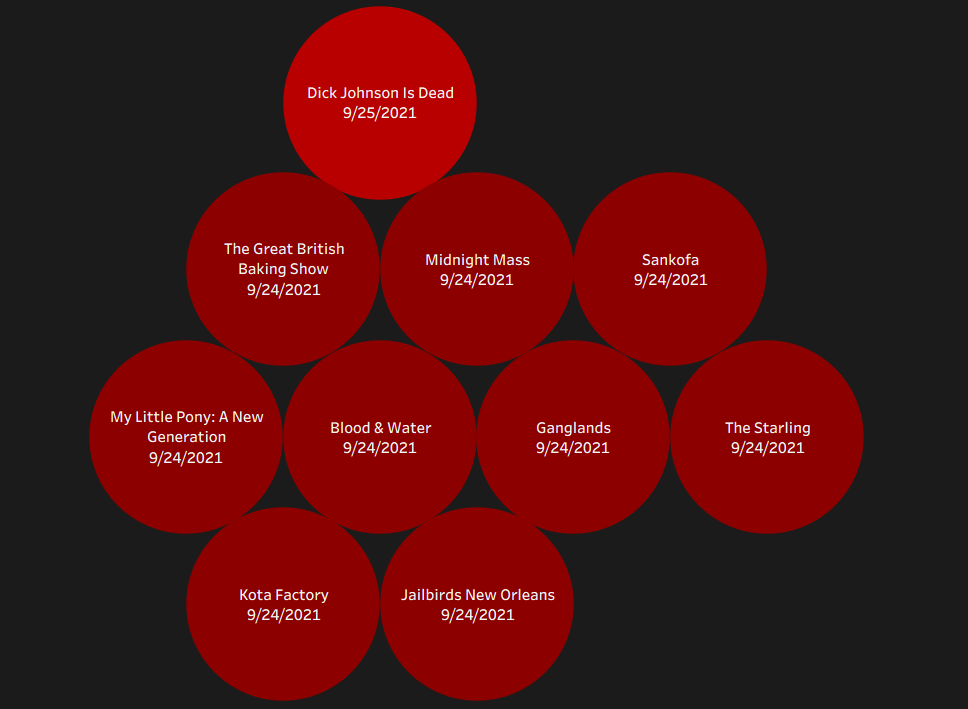 Dick Johnson Is Dead
9/25/2021
The Great British
Baking Show
9/24/2021
Midnight Mass
9/24/2021
Sankofa
9/24/2021
My Little Pony: A New
Generation
9/24/2021
Blood & Water
9/24/2021
Ganglands
9/24/2021
The Starling
9/24/2021
Kota Factory
9/24/2021
Jailbirds New Orleans
9/24/2021